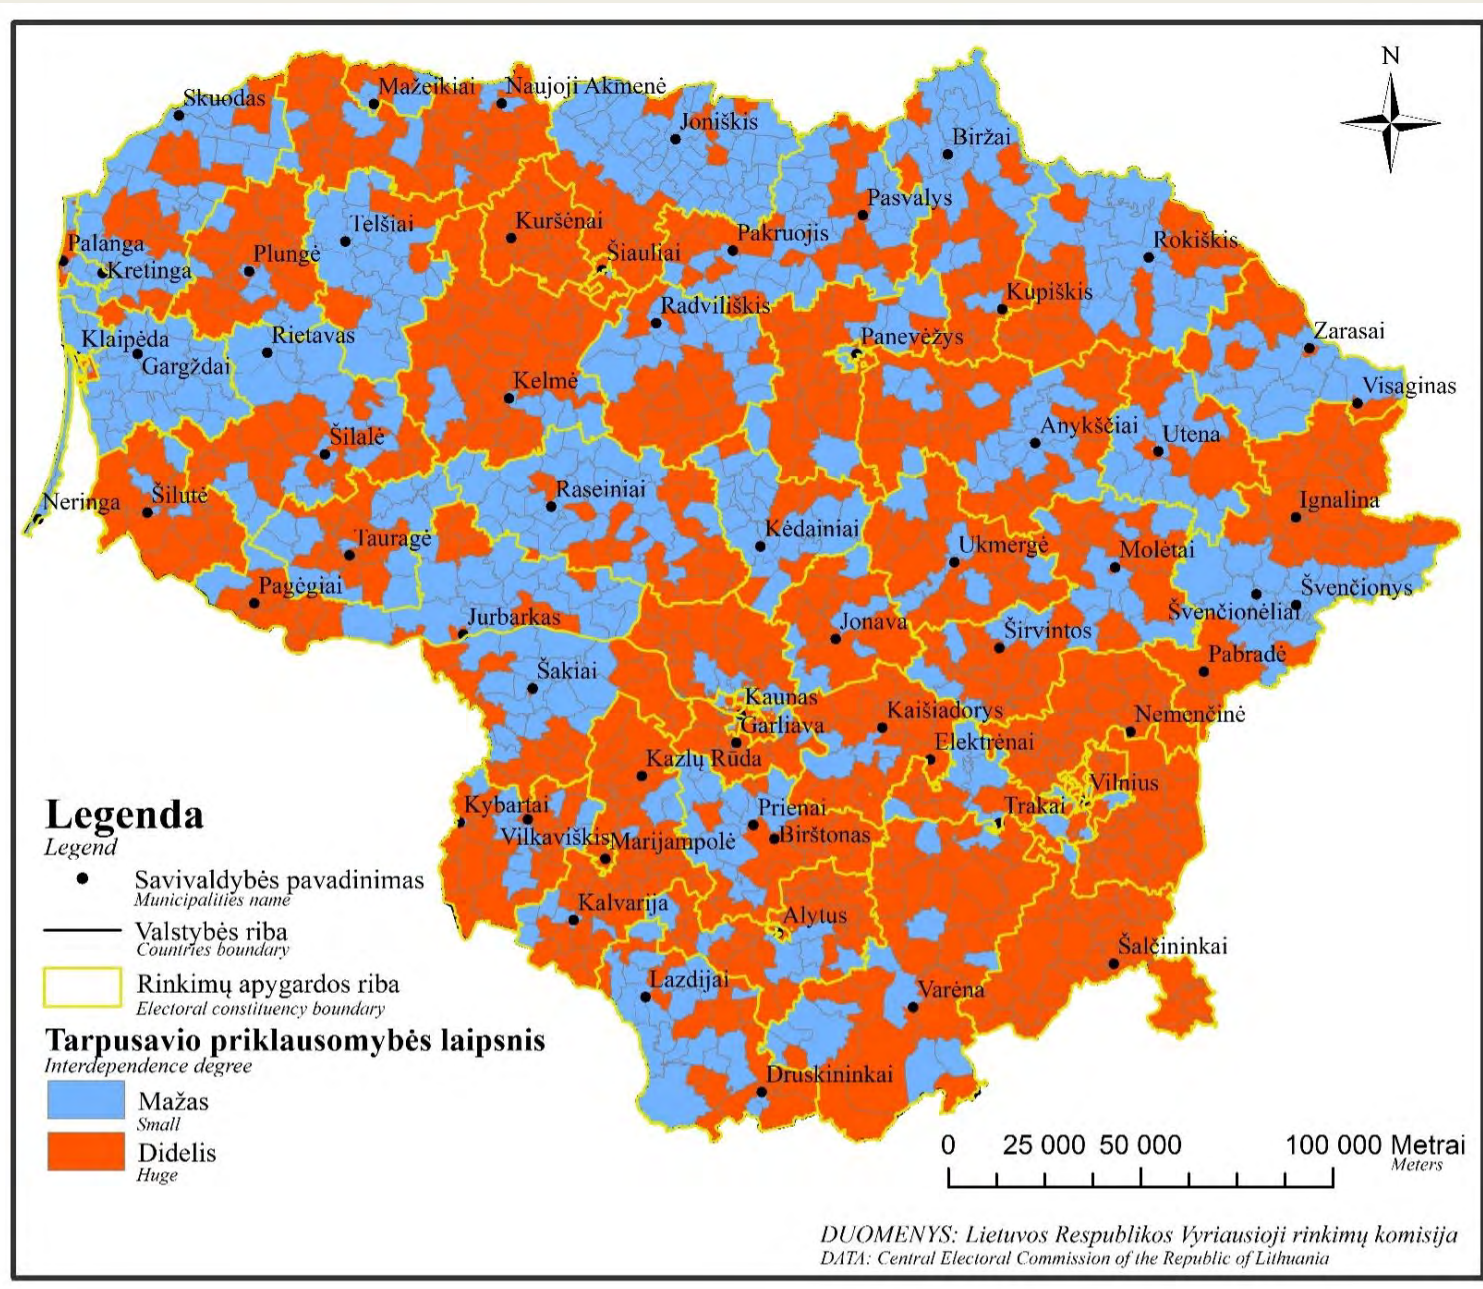 N
Skuodas
Mažeikiai
Naujoji Akmenė
Joniškis
Biržai
Pasvalys
Telšiai
Kuršėnai
Pakruojis
Palanga
Plungė
Šiauliai
Rokiškis
Kretinga
Radviliškis
Kupiškis
Klaipėda
Rietavas
Panevėžys
Zarasai
Gargždai
Kelmė
Visaginas
Šilalė
Anykščiai
Utena
Neringa
Šilutė
Raseiniai
Ignalina
Tauragė
Kėdainiai
Ukmergė
Molėtai
Pagėgiai
Švenčionys
Švenčionėliai
Jurbarkas
Jonava
Širvintos
Šakiai
Pabradė
Kaunas
Garliava
Kaišiadorys
Nemenčinė
Elektrėnai
Kazlų Rūda
Vilnius
Kybartai
Prienai
Trakai
Vilkaviškis
Marijampolė
Birštonas
Kalvarija
Alytus
Šalčininkai
Lazdijai
Varėna
Druskininkai
Legenda
Legend
Savivaldybės pavadinimas
Municipalities name
Valstybės riba
Countries boundary
Rinkimų apygardos riba
Electoral constituency boundary
Tarpusavio priklausomybės laipsnis
Interdependence degree
Mažas
Small
Didelis
Huge
0 25 000 50 000 100 000 Metrai
Meters
DUOMENYS: Lietuvos Respublikos Vyriausioji rinkimų komisija
DATA: Central Electoral Commission of the Republic of Lithuania